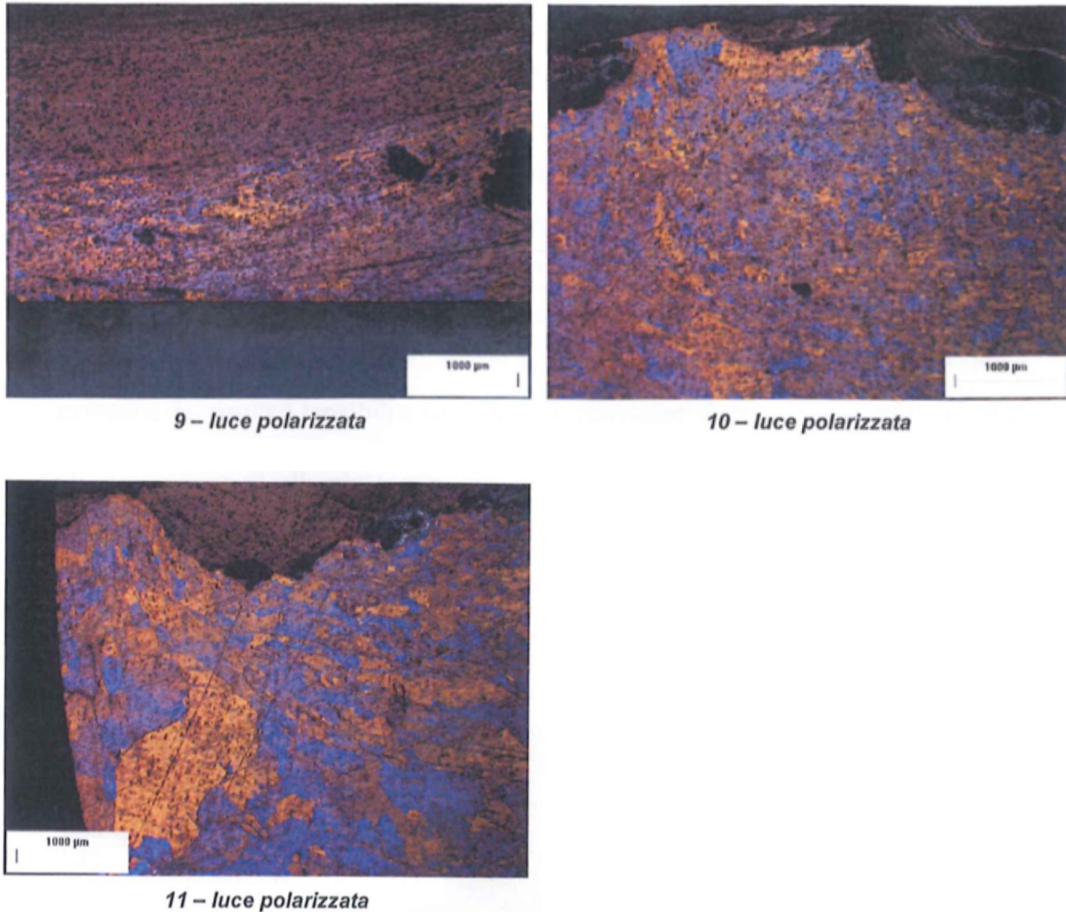 1000 µm
1000 µm
9 – luce polarizzata
10 – luce polarizzata
1000 µm
11 – luce polarizzata